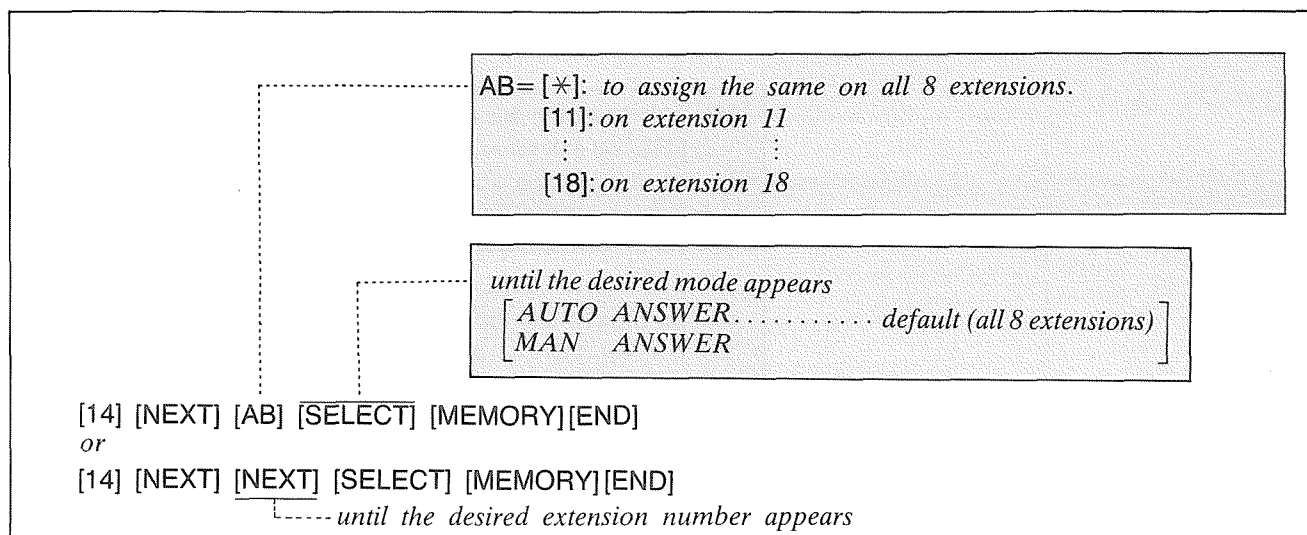 AB= [✳]: to assign the same on all 8 extensions.
[11]: on extension 11
⋮ ⋮
[18]: on extension 18
until the desired mode appears
[AUTO ANSWER........... default (all 8 extensions)
MAN ANSWER]
[14] [NEXT] [AB] [SELECT] [MEMORY][END]
or
[14] [NEXT] [NEXT] [SELECT] [MEMORY][END]
until the desired extension number appears